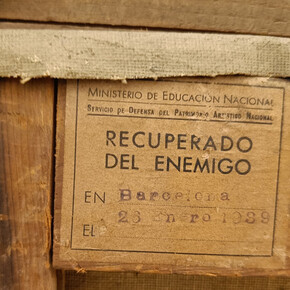 MINISTERIO DE EDUCACIÓN NACIONAL
SERVICIO DE DEFENSA DEL PATRIMONIO ARTÍSTICO NACIONAL
RECUPERADO
DEL ENEMIGO
EN Barcelona
EL 26 Enero 1939